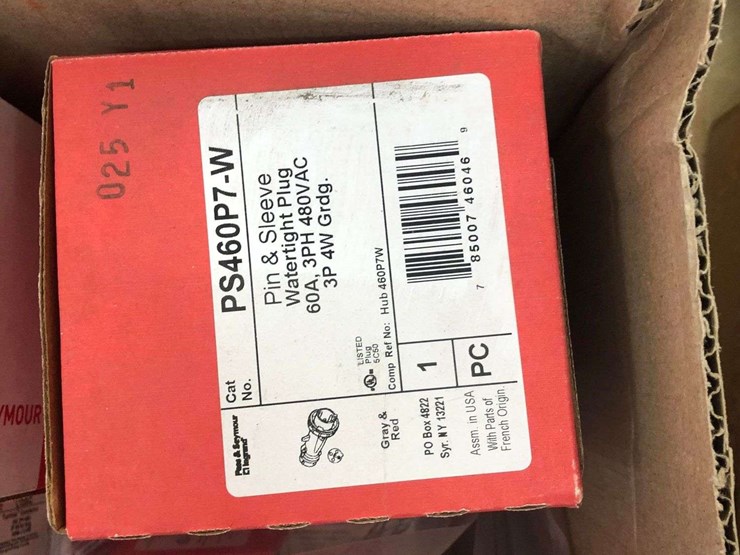 025 Y1
Pass & Seymour
legrand
Cat
No.
PS460P7-W
Pin & Sleeve
Watertight Plug
60A, 3PH 480VAC
3P 4W Grdg.
UL
LISTED
Plug
5C50
Gray &
Red
Comp Ref No: Hub 460P7W
PO Box 4822
Syr. NY 13221
1
Assm. in USA
With Parts of
French Origin
PC
7 85007 46046 9
YMOUR